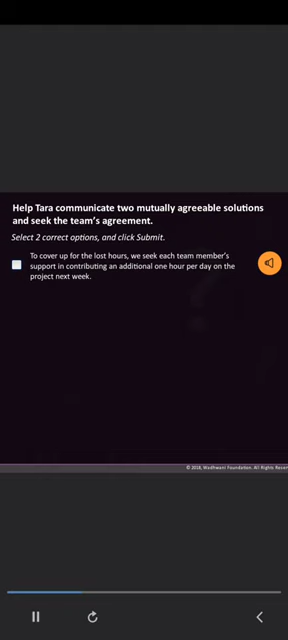 Help Tara communicate two mutually agreeable solutions
and seek the team's agreement.
Select 2 correct options, and click Submit.
To cover up for the lost hours, we seek each team member's
support in contributing an additional one hour per day on the
project next week.
© 2018, Wadhwani Foundation. All Rights Reser